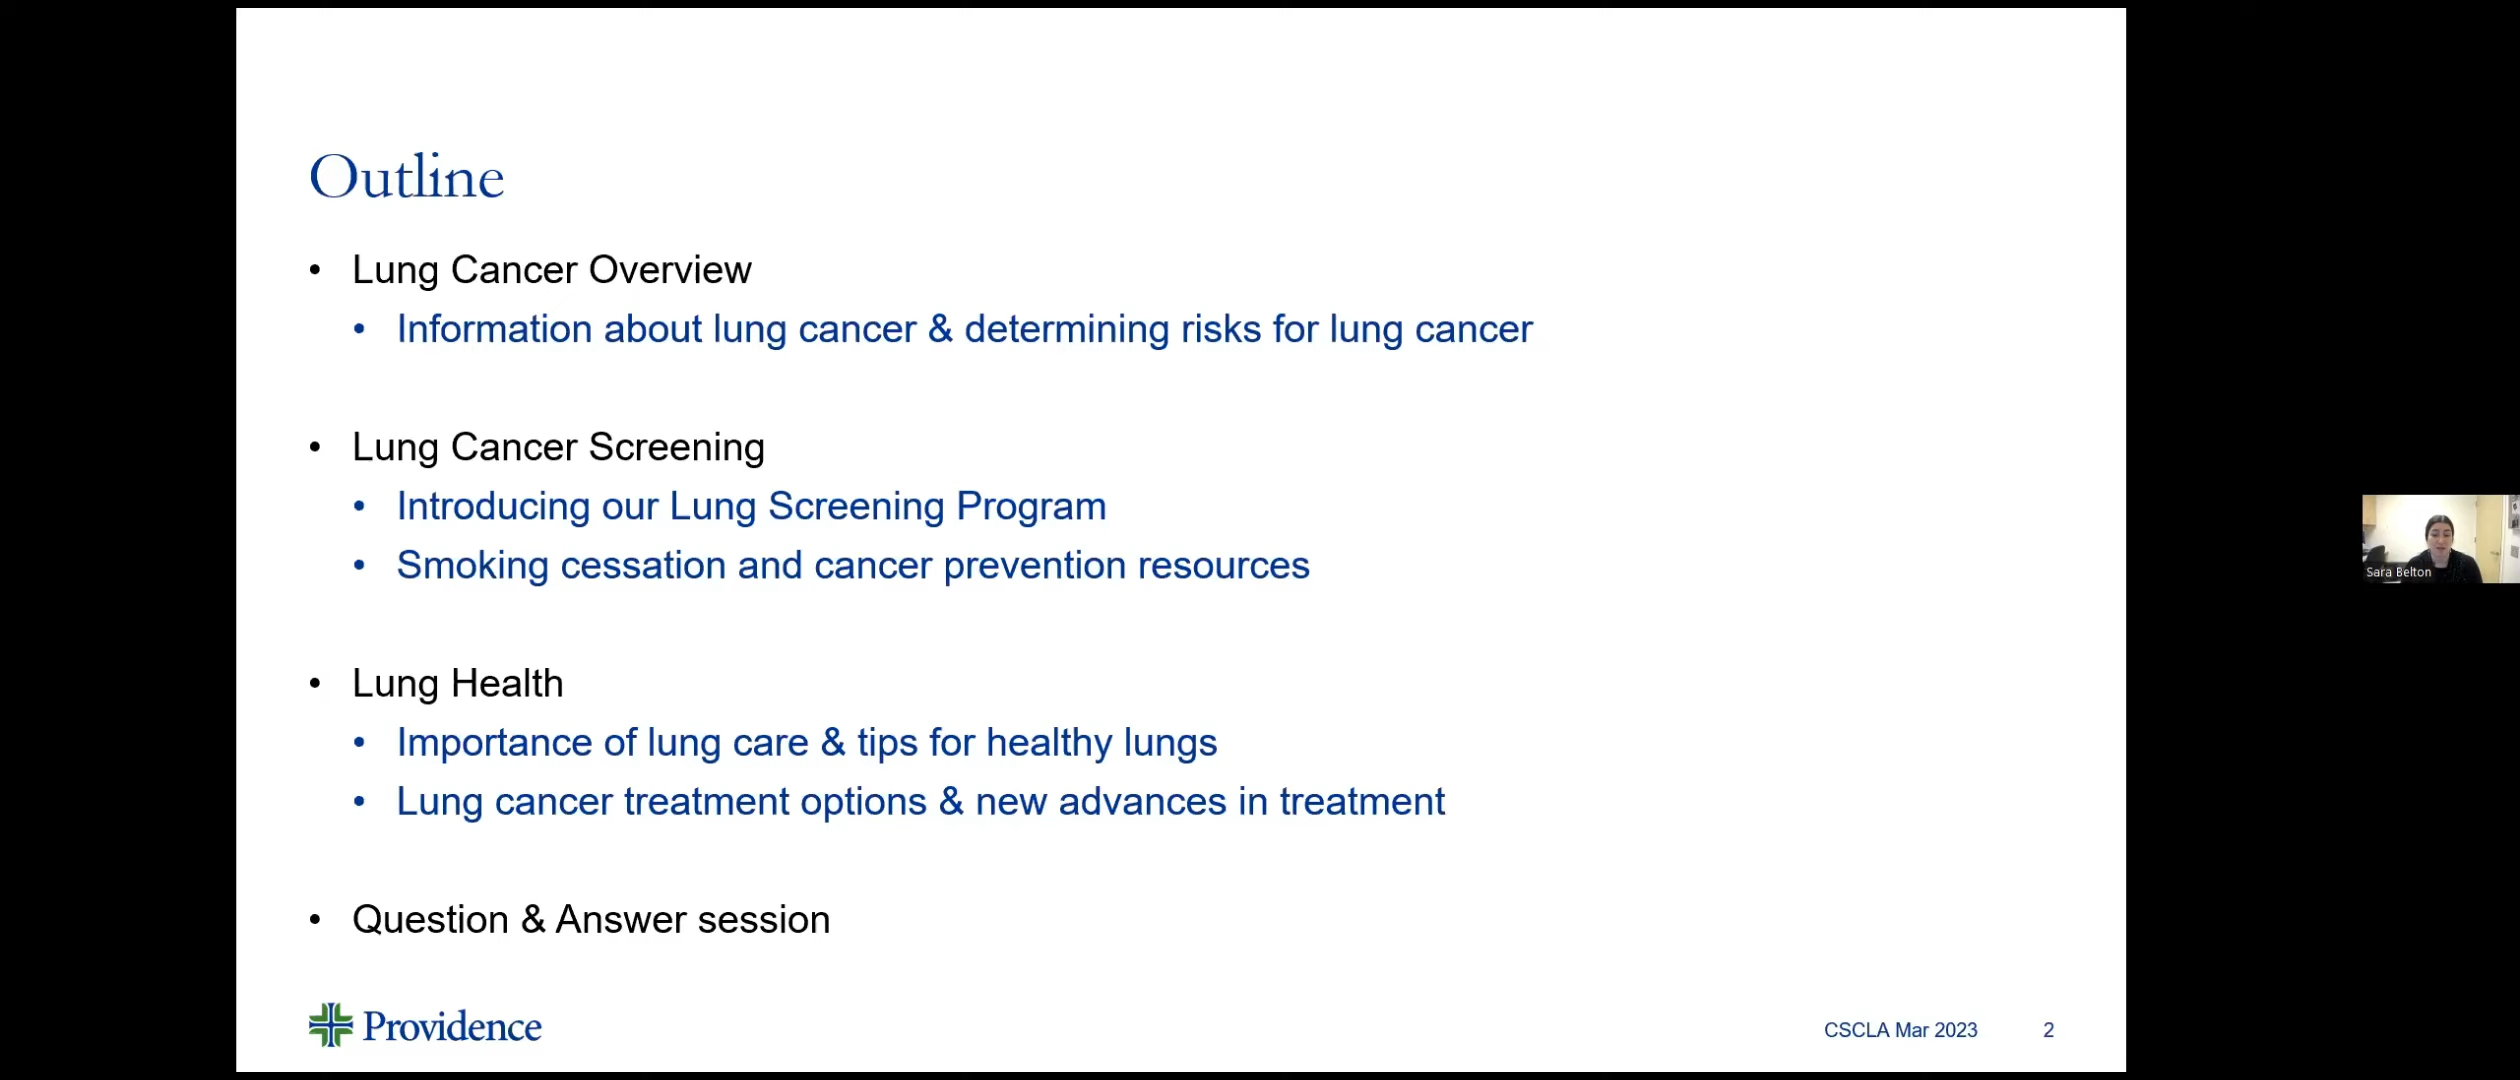 Outline
• Lung Cancer Overview
• Information about lung cancer & determining risks for lung cancer
• Lung Cancer Screening
• Introducing our Lung Screening Program
• Smoking cessation and cancer prevention resources
• Lung Health
• Importance of lung care & tips for healthy lungs
• Lung cancer treatment options & new advances in treatment
• Question & Answer session
Providence
CSCLA Mar 2023 2
Sara Belton